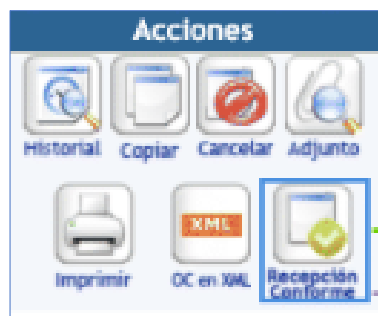 Acciones
Historial Copiar Cancelar Adjunto
XML
Imprimir OC en XML Recepción
Conforme